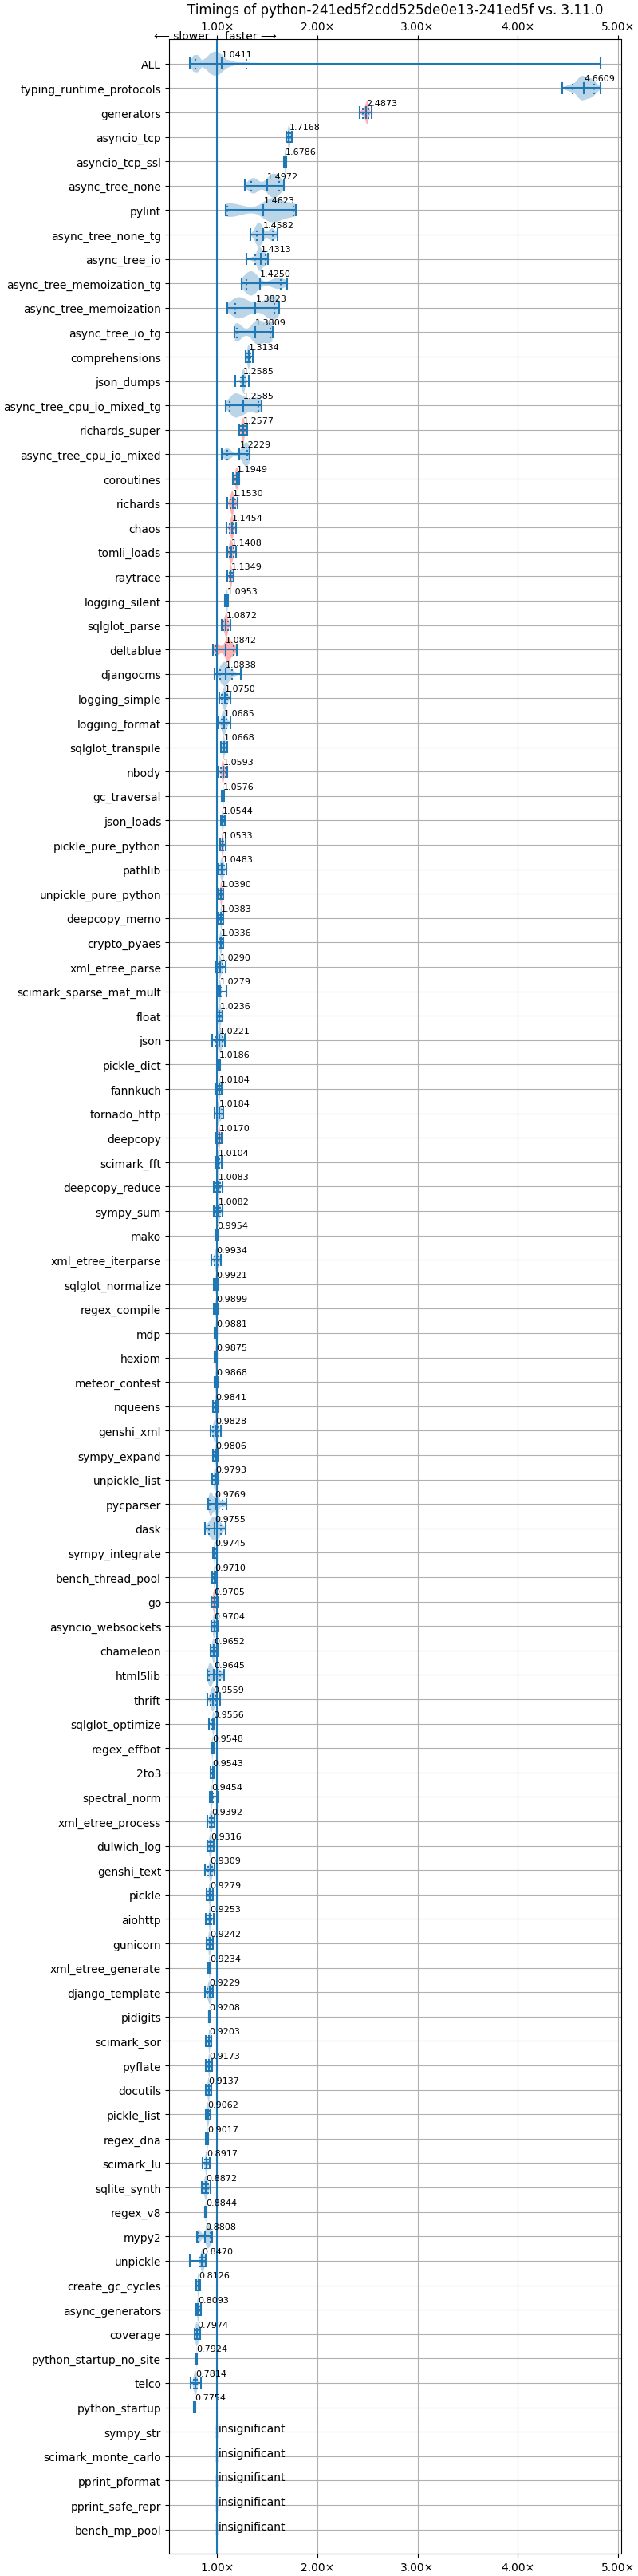 Timings of python-241ed5f2cdd525de0e13-241ed5f vs. 3.11.0
1.00× 2.00× 3.00× 4.00× 5.00×
⟵ slower faster ⟶
ALL 1.0411
typing_runtime_protocols 4.6609
generators 2.4873
asyncio_tcp 1.7168
asyncio_tcp_ssl 1.6786
async_tree_none 1.4972
pylint 1.4623
async_tree_none_tg 1.4582
async_tree_io 1.4313
async_tree_memoization_tg 1.4250
async_tree_memoization 1.3823
async_tree_io_tg 1.3809
comprehensions 1.3134
json_dumps 1.2585
async_tree_cpu_io_mixed_tg 1.2585
richards_super 1.2577
async_tree_cpu_io_mixed 1.2229
coroutines 1.1949
richards 1.1530
chaos 1.1454
tomli_loads 1.1408
raytrace 1.1349
logging_silent 1.0953
sqlglot_parse 1.0872
deltablue 1.0842
djangocms 1.0838
logging_simple 1.0750
logging_format 1.0685
sqlglot_transpile 1.0668
nbody 1.0593
gc_traversal 1.0576
json_loads 1.0544
pickle_pure_python 1.0533
pathlib 1.0483
unpickle_pure_python 1.0390
deepcopy_memo 1.0383
crypto_pyaes 1.0336
xml_etree_parse 1.0290
scimark_sparse_mat_mult 1.0279
float 1.0236
json 1.0221
pickle_dict 1.0186
fannkuch 1.0184
tornado_http 1.0184
deepcopy 1.0170
scimark_fft 1.0104
deepcopy_reduce 1.0083
sympy_sum 1.0082
mako 0.9954
xml_etree_iterparse 0.9934
sqlglot_normalize 0.9921
regex_compile 0.9899
mdp 0.9881
hexiom 0.9875
meteor_contest 0.9868
nqueens 0.9841
genshi_xml 0.9828
sympy_expand 0.9806
unpickle_list 0.9793
pycparser 0.9769
dask 0.9755
sympy_integrate 0.9745
bench_thread_pool 0.9710
go 0.9705
asyncio_websockets 0.9704
chameleon 0.9652
html5lib 0.9645
thrift 0.9559
sqlglot_optimize 0.9556
regex_effbot 0.9548
2to3 0.9543
spectral_norm 0.9454
xml_etree_process 0.9392
dulwich_log 0.9316
genshi_text 0.9309
pickle 0.9279
aiohttp 0.9253
gunicorn 0.9242
xml_etree_generate 0.9234
django_template 0.9229
pidigits 0.9208
scimark_sor 0.9203
pyflate 0.9173
docutils 0.9137
pickle_list 0.9062
regex_dna 0.9017
scimark_lu 0.8917
sqlite_synth 0.8872
regex_v8 0.8844
mypy2 0.8808
unpickle 0.8470
create_gc_cycles 0.8126
async_generators 0.8093
coverage 0.7974
python_startup_no_site 0.7924
telco 0.7814
python_startup 0.7754
sympy_str insignificant
scimark_monte_carlo insignificant
pprint_pformat insignificant
pprint_safe_repr insignificant
bench_mp_pool insignificant
1.00× 2.00× 3.00× 4.00× 5.00×